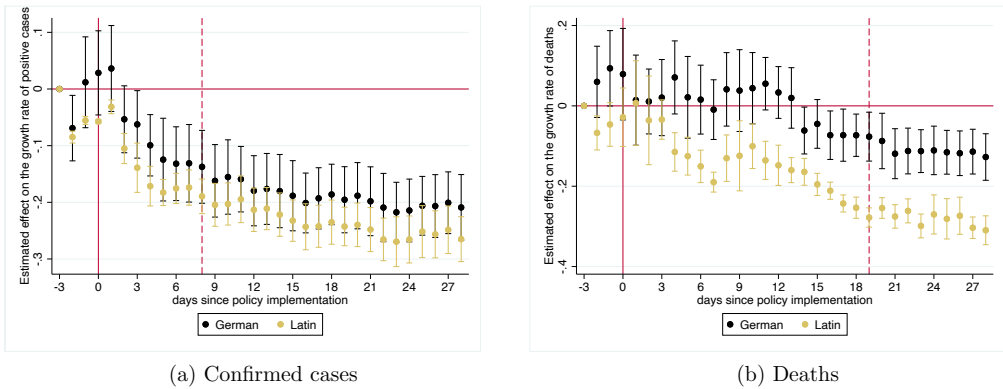 Estimated effect on the growth rate of positive cases
.1
0
-.1
-.2
-.3
-3 0 3 6 9 12 15 18 21 24 27
days since policy implementation
German Latin
(a) Confirmed cases
Estimated effect on the growth rate of deaths
.2
0
-.2
-.4
-3 0 3 6 9 12 15 18 21 24 27
days since policy implementation
German Latin
(b) Deaths